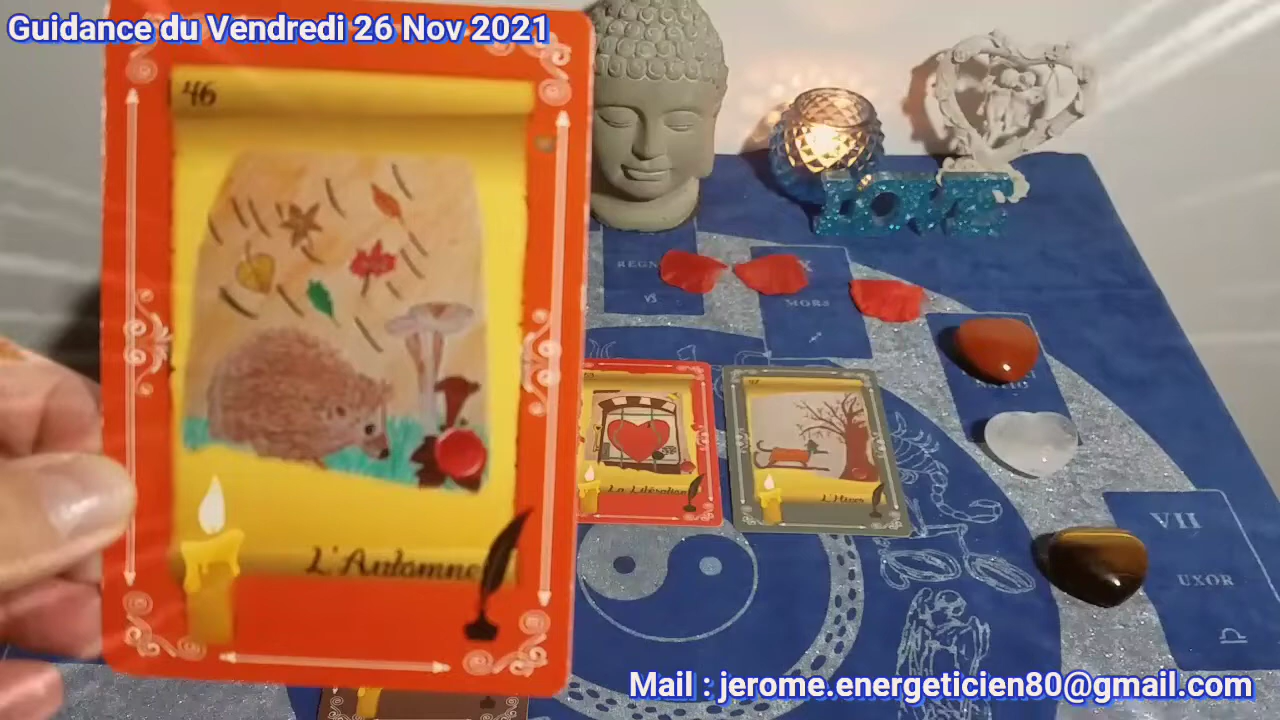 Guidance du Vendredi 26 Nov 2021
46
L'Automne
REGN
VS
MORS
La Libération
L'Hiver
VII
UXOR
LOVE
Mail : jerome.energeticien80@gmail.com